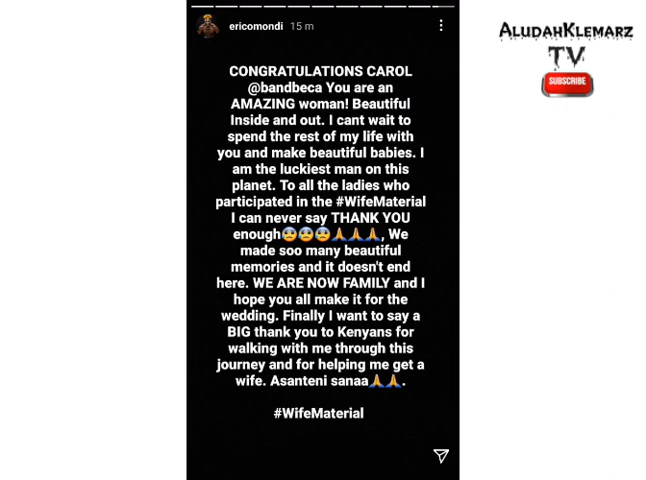 ericomondi 15 m
CONGRATULATIONS CAROL
@bandbeca You are an
AMAZING woman! Beautiful
Inside and out. I cant wait to
spend the rest of my life with
you and make beautiful babies. I
am the luckiest man on this
planet. To all the ladies who
participated in the #WifeMaterial
I can never say THANK YOU
enough😰😰😰🙏🙏🙏, We
made soo many beautiful
memories and it doesn't end
here. WE ARE NOW FAMILY and I
hope you all make it for the
wedding. Finally I want to say a
BIG thank you to Kenyans for
walking with me through this
journey and for helping me get a
wife. Asanteni sanaa🙏🙏.
#WifeMaterial
AludahKlemarz
TV
SUBSCRIBE